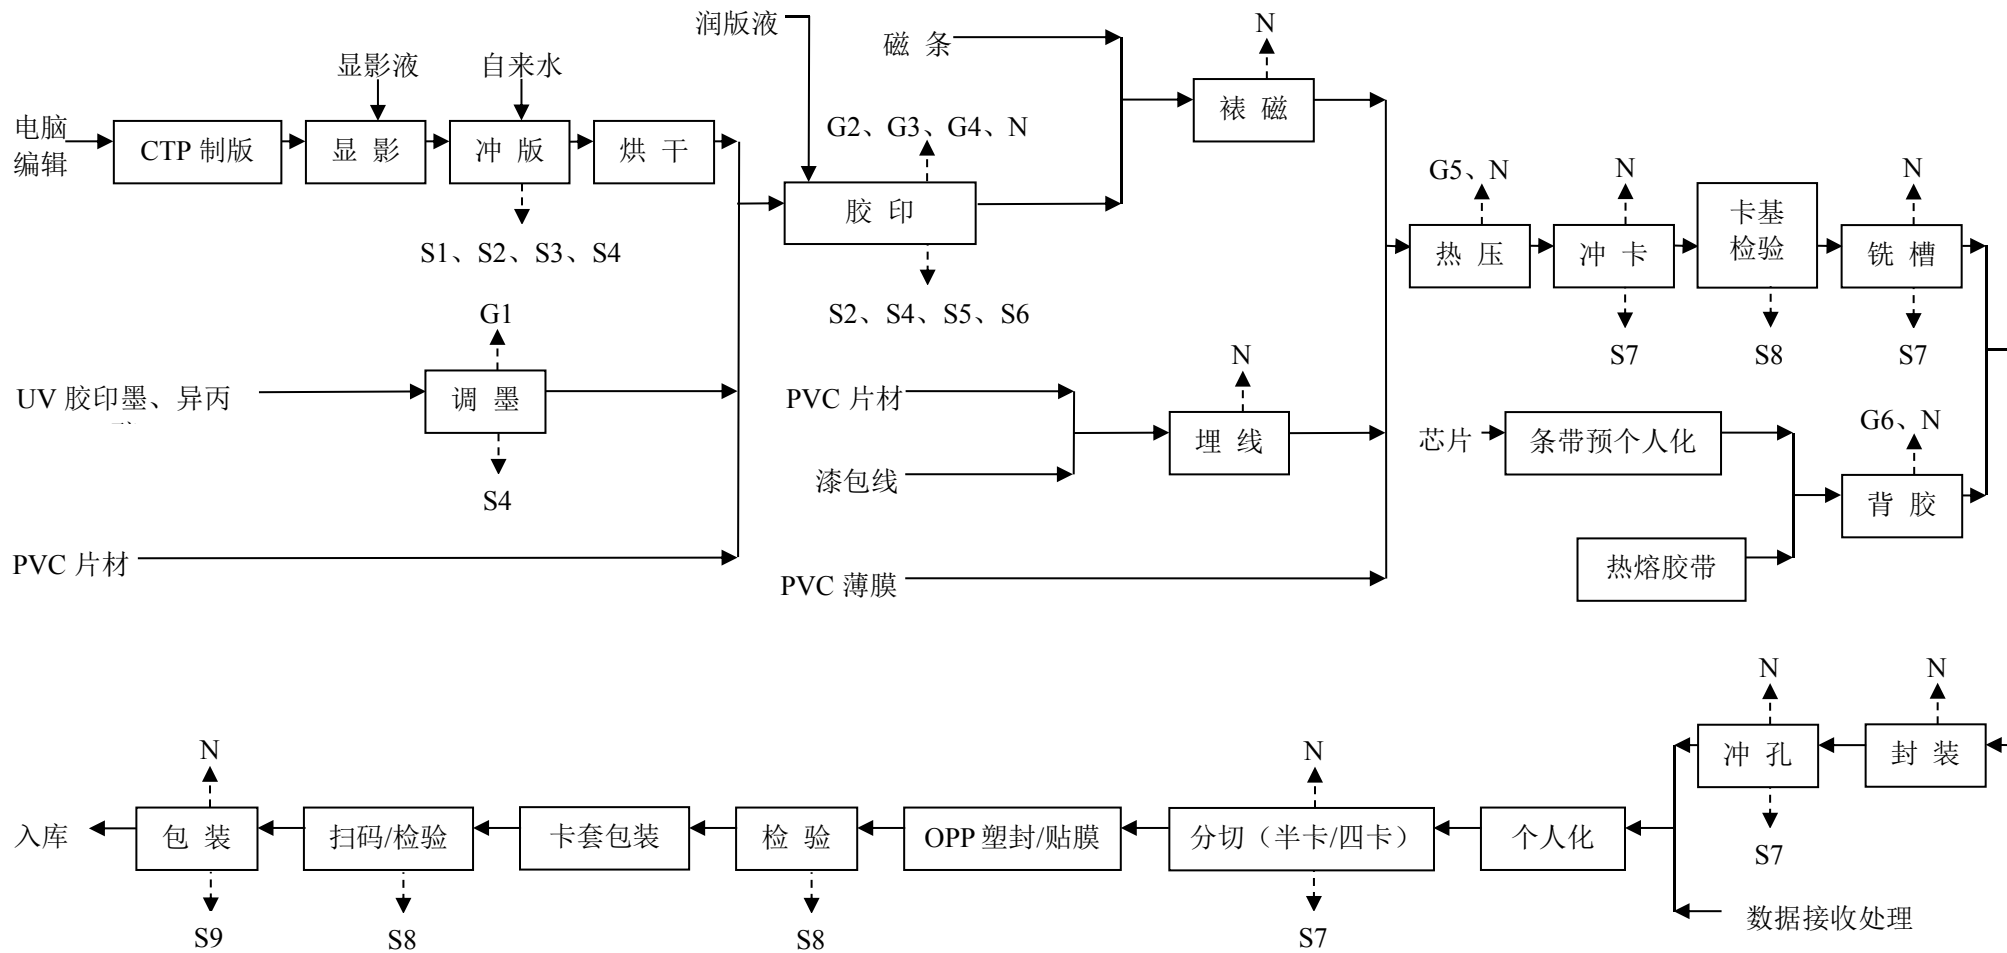 润版液
磁 条
N
显影液
自来水
电脑
编辑
CTP 制版
显 影
冲 版
烘 干
G2、G3、G4、N
裱 磁
胶 印
S1、S2、S3、S4
S2、S4、S5、S6
G5、N
N
N
热 压
冲 卡
卡基
检验
铣 槽
S7
S8
S7
G1
UV 胶印墨、异丙
调 墨
S4
PVC 片材
N
PVC 片材
漆包线
埋 线
PVC 薄膜
芯片
条带预个人化
G6、N
背 胶
热熔胶带
N
N
冲 孔
封 装
S7
数据接收处理
N
N
入库
包 装
扫码/检验
卡套包装
检 验
OPP 塑封/贴膜
分切（半卡/四卡）
个人化
S9
S8
S8
S7